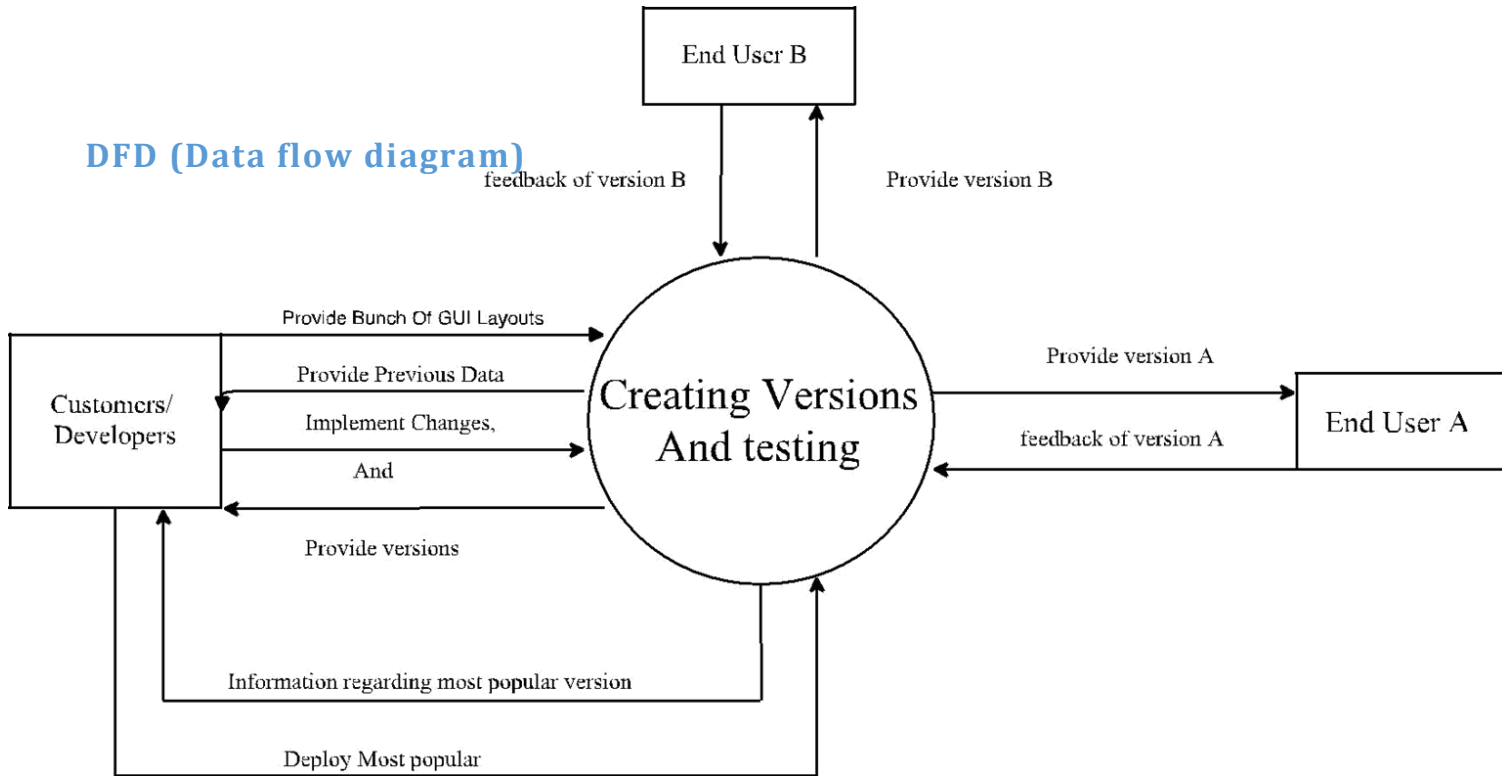 End User B
DFD (Data flow diagram)
feedback of version B
Provide version B
Provide Bunch Of GUI Layouts
Provide Previous Data
Customers/
Developers
Implement Changes,
And
Provide versions
Creating Versions
And testing
Provide version A
End User A
feedback of version A
Information regarding most popular version
Deploy Most popular